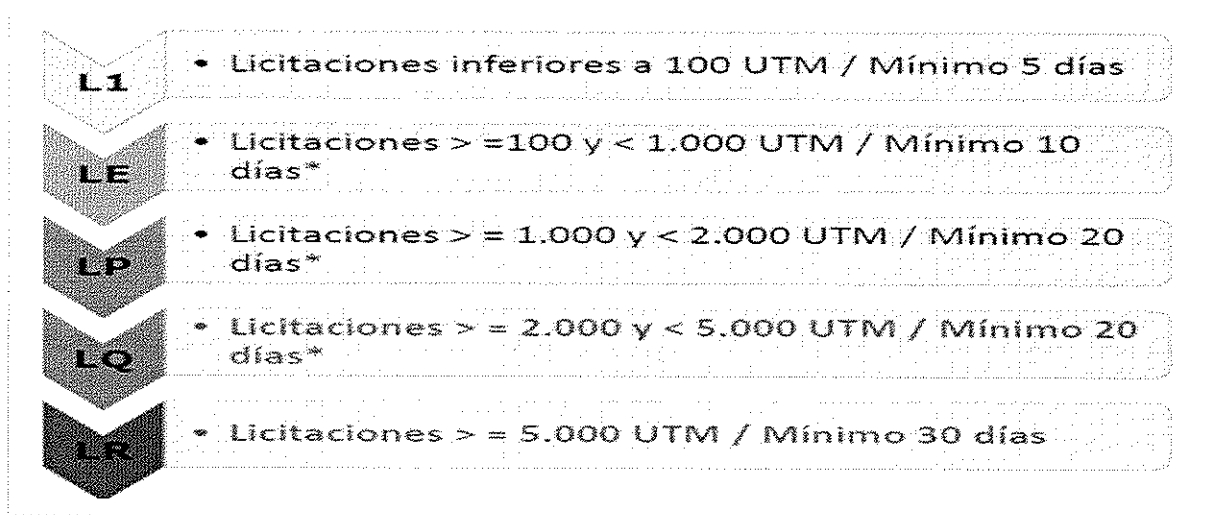 L1
• Licitaciones inferiores a 100 UTM / Mínimo 5 días
LE
• Licitaciones > =100 y < 1.000 UTM / Mínimo 10
días*
LP
• Licitaciones > = 1.000 y < 2.000 UTM / Mínimo 20
días*
LQ
• Licitaciones > = 2.000 y < 5.000 UTM / Mínimo 20
días*
LR
• Licitaciones > = 5.000 UTM / Mínimo 30 días